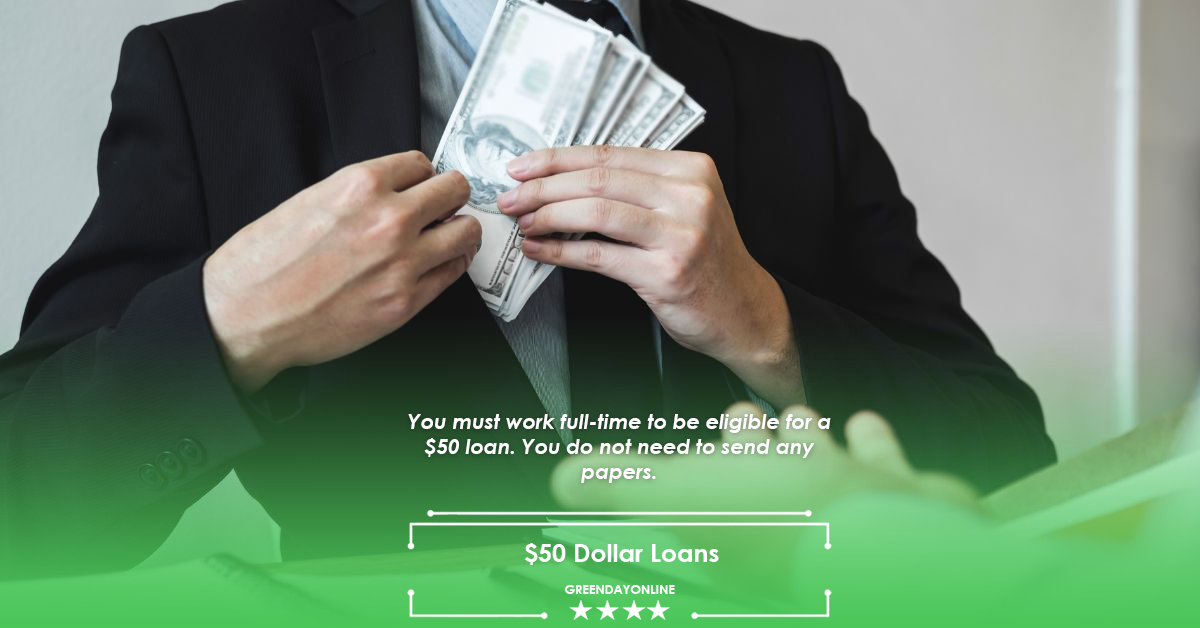 You must work full-time to be eligible for a
$50 loan. You do not need to send any
papers.
$50 Dollar Loans
GREENDAYONLINE